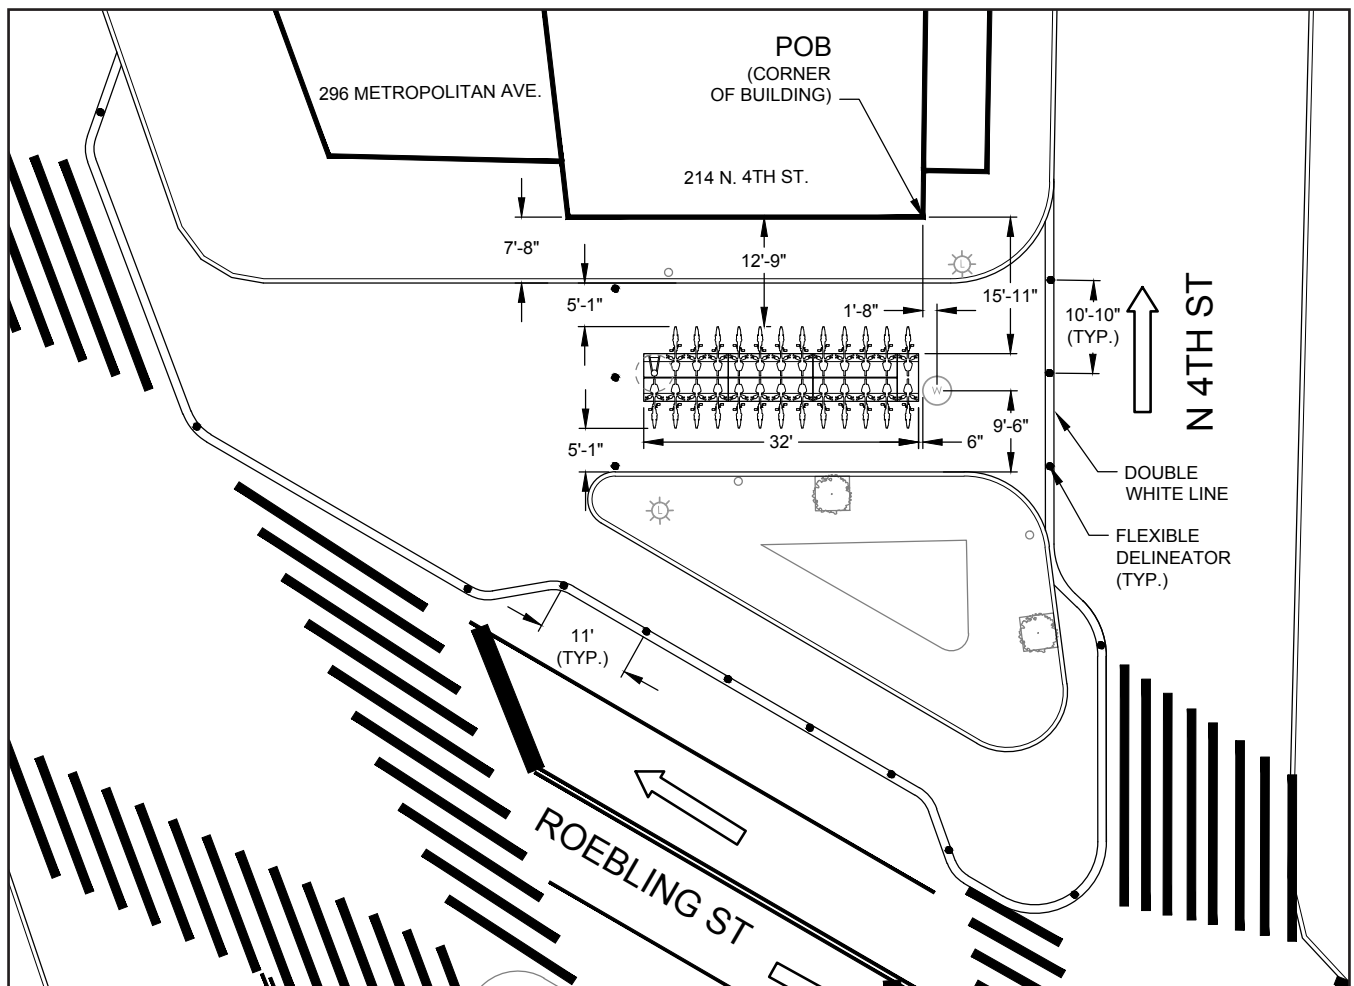 POB
(CORNER
OF BUILDING)
296 METROPOLITAN AVE.
214 N. 4TH ST.
7'-8"
12'-9"
5'-1"
1'-8"
15'-11"
10'-10"
(TYP.)
N 4TH ST
L
W
9'-6"
32'
6"
5'-1"
DOUBLE
WHITE LINE
L
FLEXIBLE
DELINEATOR
(TYP.)
11'
(TYP.)
ROEBLING ST